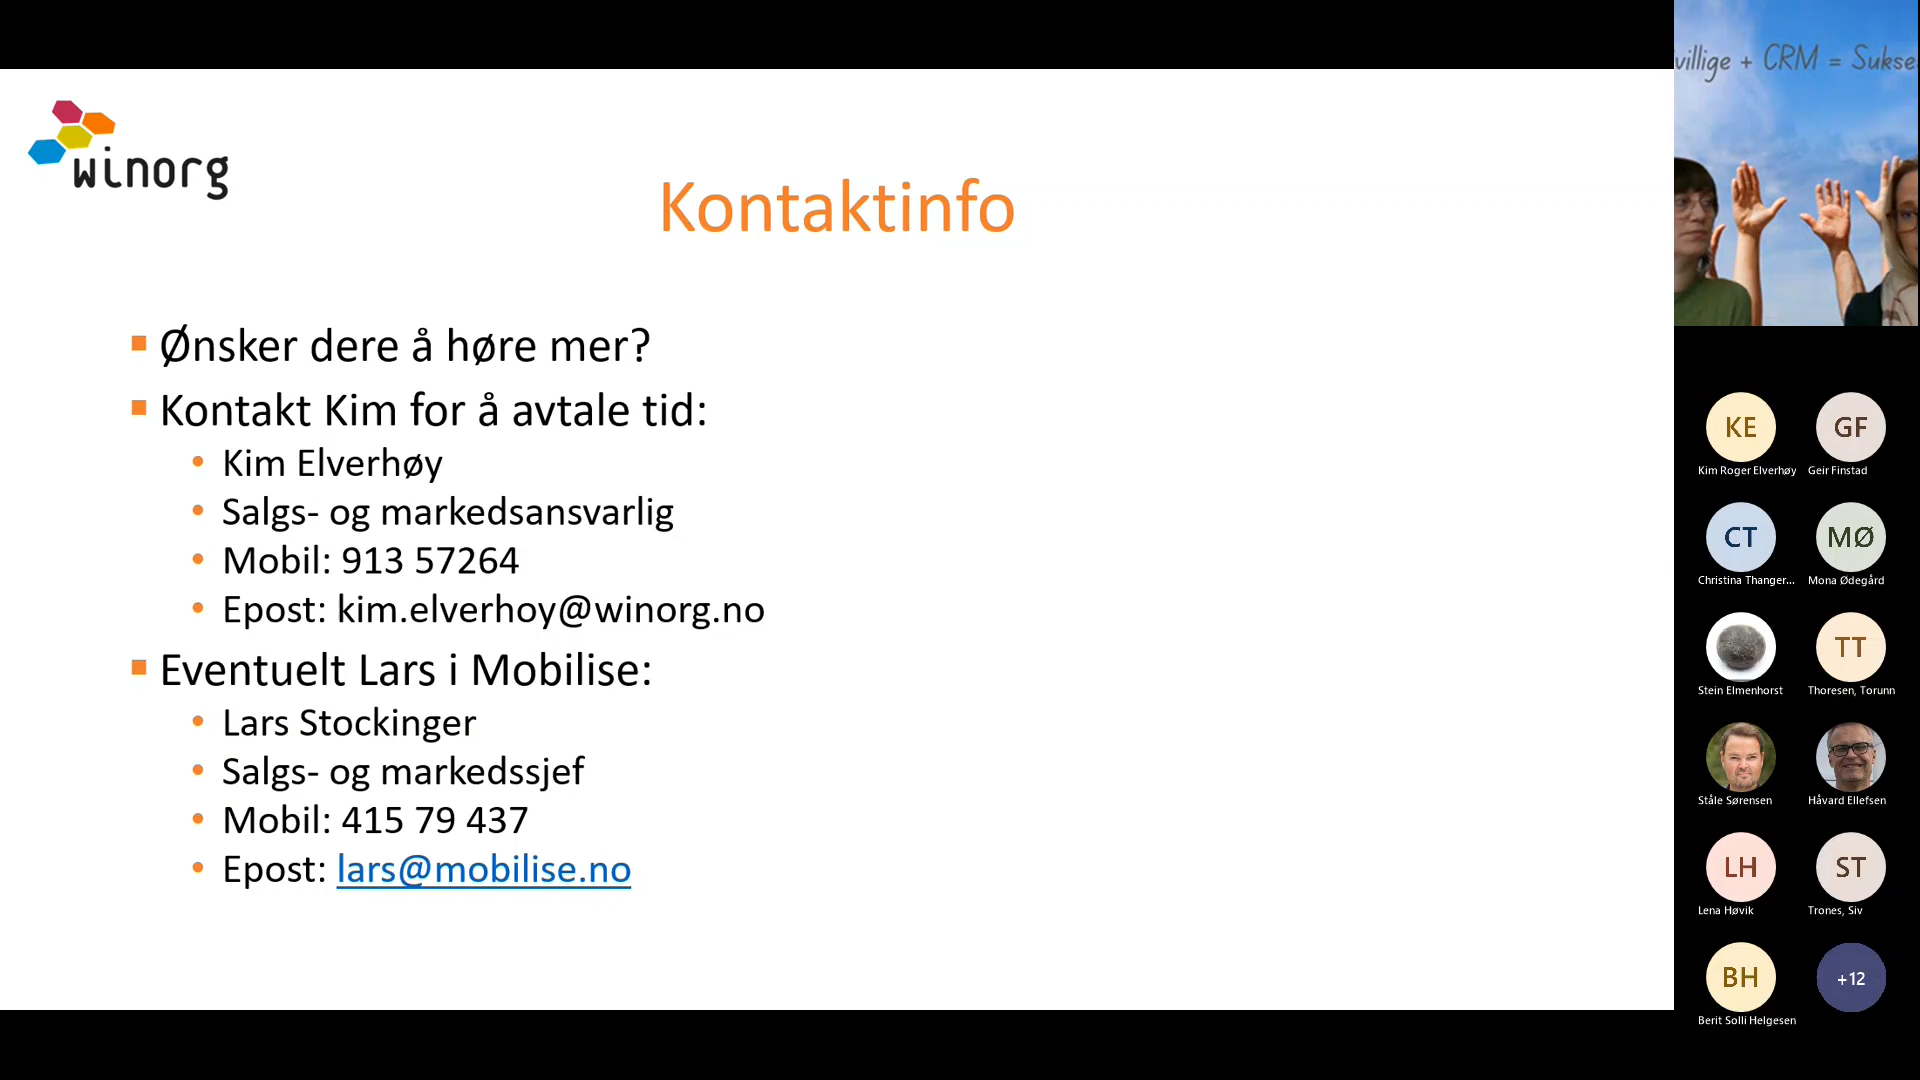 winorg
Kontaktinfo
Ønsker dere å høre mer?
Kontakt Kim for å avtale tid:
Kim Elverhøy
Salgs- og markedsansvarlig
Mobil: 913 57264
Epost: kim.elverhoy@winorg.no
Eventuelt Lars i Mobilise:
Lars Stockinger
Salgs- og markedssjef
Mobil: 415 79 437
Epost: lars@mobilise.no
villige + CRM = Sukse
KE
Kim Roger Elverhøy
GF
Geir Finstad
CT
Christina Thanger...
MØ
Mona Ødegård
Stein Elmenhorst
TT
Thoresen, Torunn
Ståle Sørensen
Håvard Ellefsen
LH
Lena Høvik
ST
Trones, Siv
BH
Berit Solli Helgesen
+12